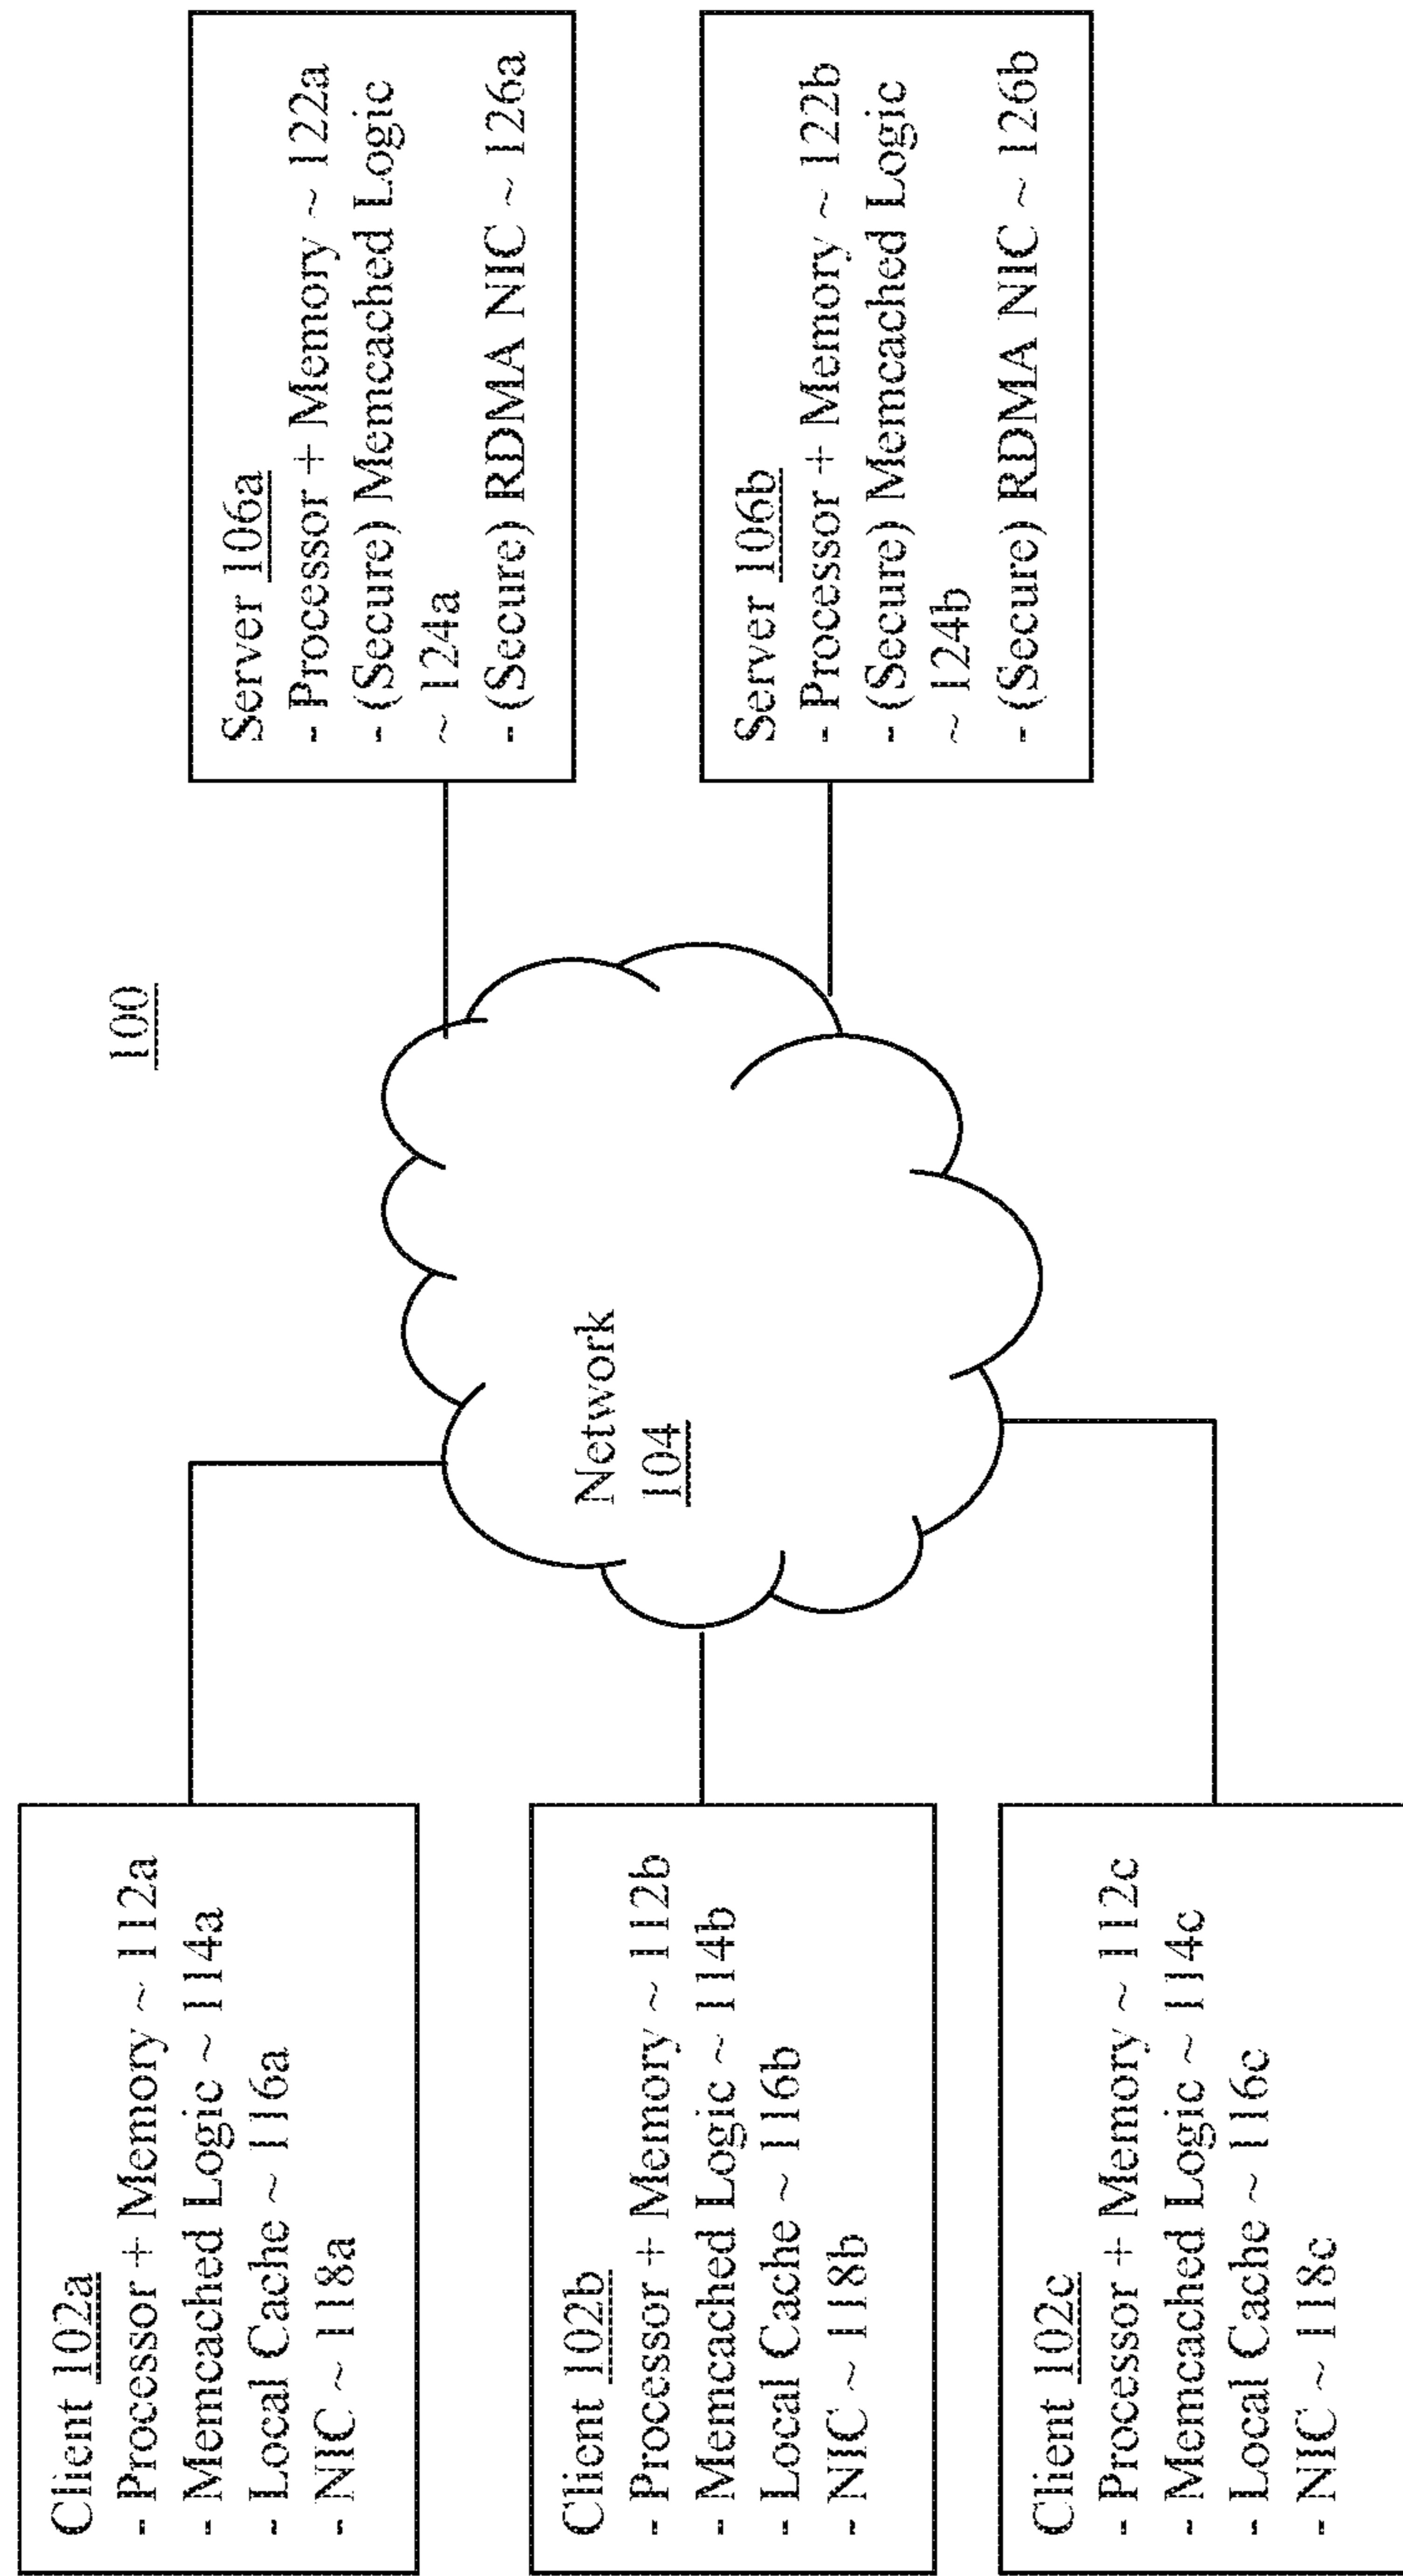 100
Client 102a
- Processor + Memory ~ 112a
- Memcached Logic ~ 114a
- Local Cache ~ 116a
- NIC ~ 118a
Client 102b
- Processor + Memory ~ 112b
- Memcached Logic ~ 114b
- Local Cache ~ 116b
- NIC ~ 118b
Client 102c
- Processor + Memory ~ 112c
- Memcached Logic ~ 114c
- Local Cache ~ 116c
- NIC ~ 118c
Network
104
Server 106a
- Processor + Memory ~ 122a
- (Secure) Memcached Logic
~ 124a
- (Secure) RDMA NIC ~ 126a
Server 106b
- Processor + Memory ~ 122b
- (Secure) Memcached Logic
~ 124b
- (Secure) RDMA NIC ~ 126b